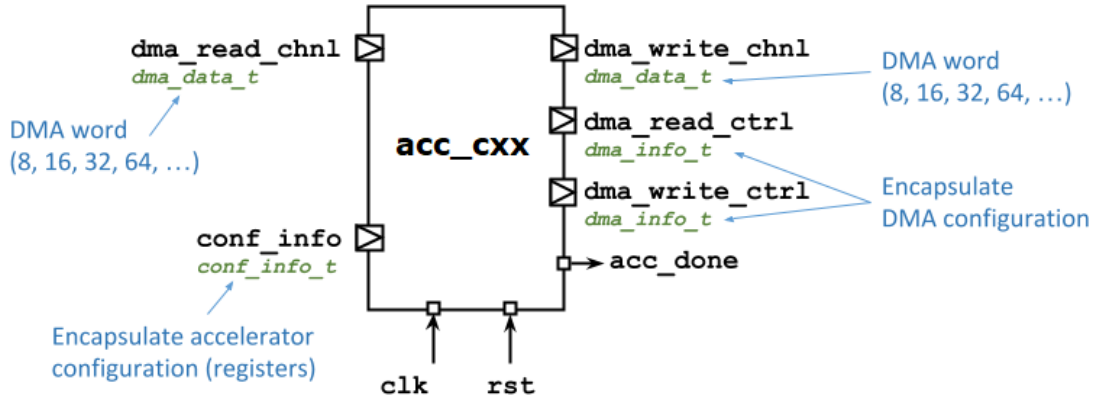 dma_read_chnl
dma_data_t
DMA word
(8, 16, 32, 64, …)
conf_info
conf_info_t
Encapsulate accelerator
configuration (registers)
acc_cxx
clk
rst
dma_write_chnl
dma_data_t
dma_read_ctrl
dma_info_t
dma_write_ctrl
dma_info_t
acc_done
DMA word
(8, 16, 32, 64, …)
Encapsulate
DMA configuration